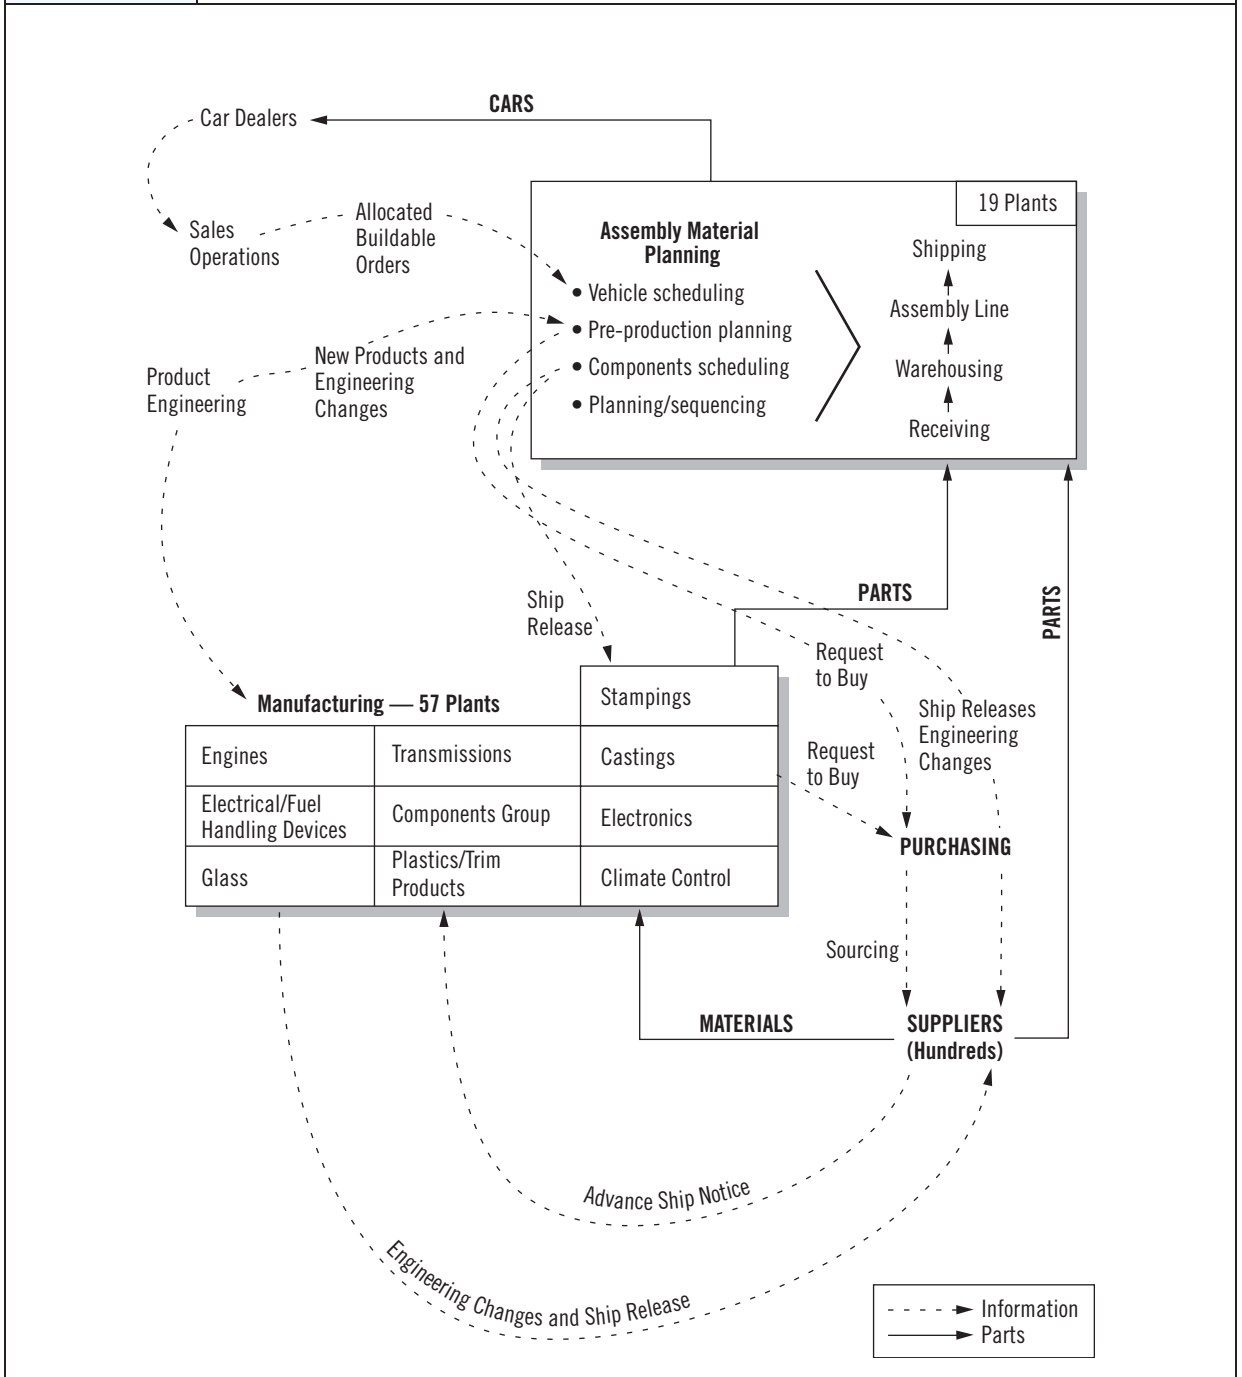 CARS
Car Dealers
19 Plants
Sales
Operations
Allocated
Buildable
Orders
Assembly Material
Planning
• Vehicle scheduling
• Pre-production planning
• Components scheduling
• Planning/sequencing
Shipping
Assembly Line
Warehousing
Receiving
Product
Engineering
New Products and
Engineering
Changes
Ship
Release
PARTS
PARTS
Request
to Buy
Ship Releases
Engineering
Changes
Manufacturing — 57 Plants
Stampings
Engines
Transmissions
Castings
Electrical/Fuel
Handling Devices
Components Group
Electronics
Glass
Plastics/Trim
Products
Climate Control
Request
to Buy
PURCHASING
Sourcing
MATERIALS
SUPPLIERS
(Hundreds)
Advance Ship Notice
Engineering Changes and Ship Release
Information
Parts